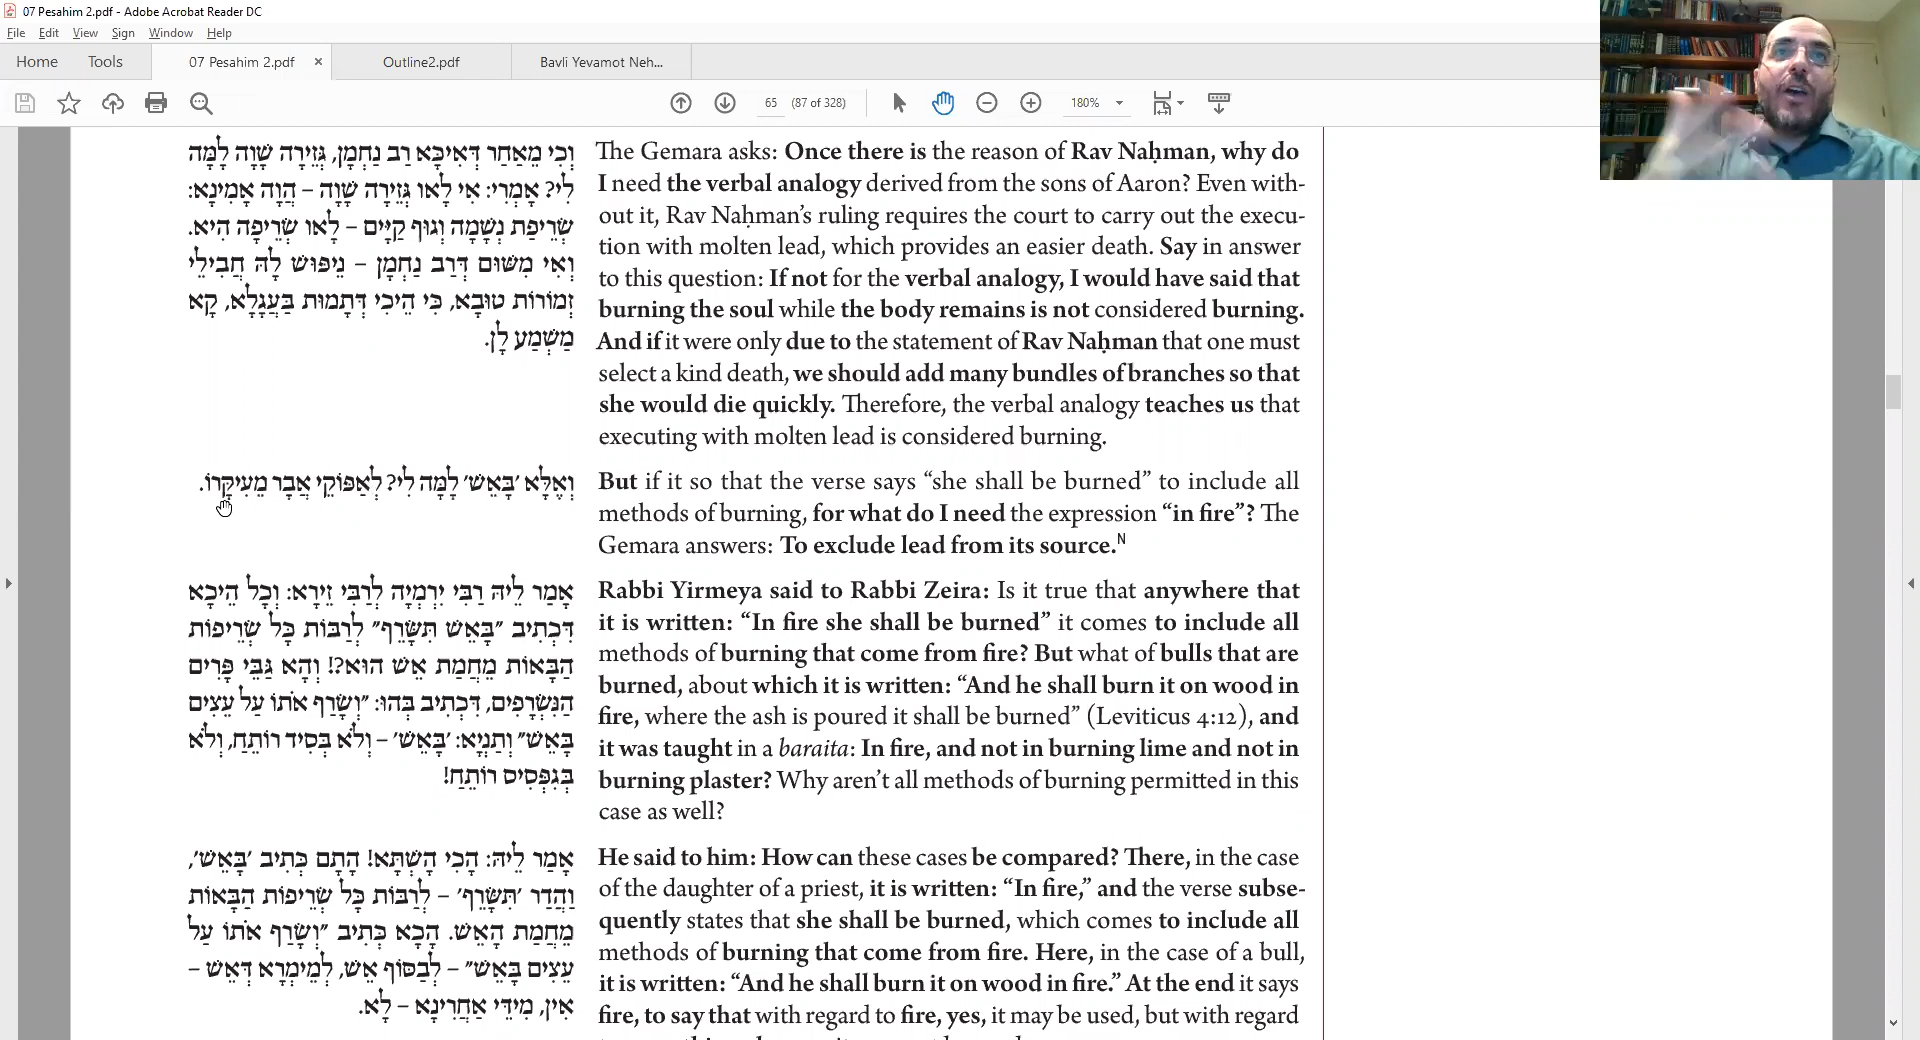 07 Pesahim 2.pdf - Adobe Acrobat Reader DC
File Edit View Sign Window Help
Home Tools 07 Pesahim 2.pdf × Outline2.pdf Bavli Yevamot Neh...
65 (87 of 328) 180%
וְכִי מֵאַחַר דְּאִיכָּא רַב נַחְמָן, גְּזֵירָה שָׁוָה לָמָּה
לִי? אָמְרִי: אִי לָאו גְּזֵירָה שָׁוָה – הֲוָה אָמִינָא:
שְׂרֵיפַת נְשָׁמָה וְגוּף קַיָּים – לָאו שְׂרֵיפָה הִיא.
וְאִי מִשּׁוּם דְּרַב נַחְמָן – נֵיפּוֹשׁ לָהּ חֲבִילֵי
זְמוֹרוֹת טוּבָא, כִּי הֵיכִי דְּתָמוּת בַּעֲגָלָא, קָא
מַשְׁמַע לָן.
The Gemara asks: Once there is the reason of Rav Naḥman, why do
I need the verbal analogy derived from the sons of Aaron? Even with-
out it, Rav Naḥman’s ruling requires the court to carry out the execu-
tion with molten lead, which provides an easier death. Say in answer
to this question: If not for the verbal analogy, I would have said that
burning the soul while the body remains is not considered burning.
And if it were only due to the statement of Rav Naḥman that one must
select a kind death, we should add many bundles of branches so that
she would die quickly. Therefore, the verbal analogy teaches us that
executing with molten lead is considered burning.
וְאֶלָּא ׳בָּאֵשׁ׳ לָמָּה לִי? לְאַפּוֹקֵי אֲבָר מֵעִיקָּרוֹ.
But if it so that the verse says “she shall be burned” to include all
methods of burning, for what do I need the expression “in fire”? The
Gemara answers: To exclude lead from its source.N
אֲמַר לֵיהּ רַבִּי יִרְמְיָה לְרַבִּי זֵירָא: וְכָל הֵיכָא
דִּכְתִיב ״בָּאֵשׁ תִּשָּׂרֵף״ לְרַבּוֹת כָּל שְׂרֵיפוֹת
הַבָּאוֹת מֵחֲמַת אֵשׁ הוּא?! וְהָא גַּבֵּי פָּרִים
הַנִּשְׂרָפִים, דִּכְתִיב בְּהוּ: ״וְשָׂרַף אֹתוֹ עַל עֵצִים
בָּאֵשׁ״ וְתַנְיָא: ׳בָּאֵשׁ׳ – וְלֹא בְּסִיד רוֹתֵחַ, וְלֹא
בְּגִפְסִיס רוֹתֵחַ!
Rabbi Yirmeya said to Rabbi Zeira: Is it true that anywhere that
it is written: “In fire she shall be burned” it comes to include all
methods of burning that come from fire? But what of bulls that are
burned, about which it is written: “And he shall burn it on wood in
fire, where the ash is poured it shall be burned” (Leviticus 4:12), and
it was taught in a baraita: In fire, and not in burning lime and not in
burning plaster? Why aren’t all methods of burning permitted in this
case as well?
אֲמַר לֵיהּ: הָכִי הַשְׁתָּא! הָתָם כְּתִיב ׳בָּאֵשׁ׳,
וַהֲדַר ׳תִּשָּׂרֵף׳ – לְרַבּוֹת כָּל שְׂרֵיפוֹת הַבָּאוֹת
מֵחֲמַת הָאֵשׁ. הָכָא כְּתִיב ״וְשָׂרַף אֹתוֹ עַל
עֵצִים בָּאֵשׁ״ – לְבַסּוֹף אֵשׁ, לְמֵימְרָא דְּאֵשׁ –
אִין, מִידֵּי אַחֲרִינָא – לָא.
He said to him: How can these cases be compared? There, in the case
of the daughter of a priest, it is written: “In fire,” and the verse subse-
quently states that she shall be burned, which comes to include all
methods of burning that come from fire. Here, in the case of a bull,
it is written: “And he shall burn it on wood in fire.” At the end it says
fire, to say that with regard to fire, yes, it may be used, but with regard